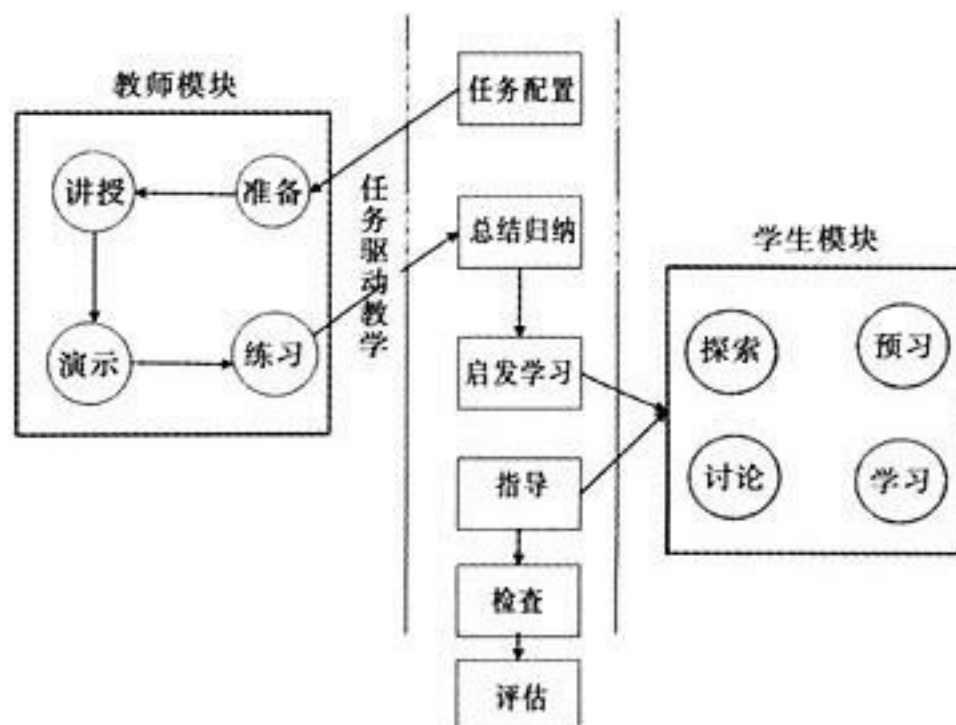 教师模块
讲授
准备
演示
练习
任务驱动教学
任务配置
总结归纳
启发学习
指导
检查
评估
学生模块
探索
预习
讨论
学习